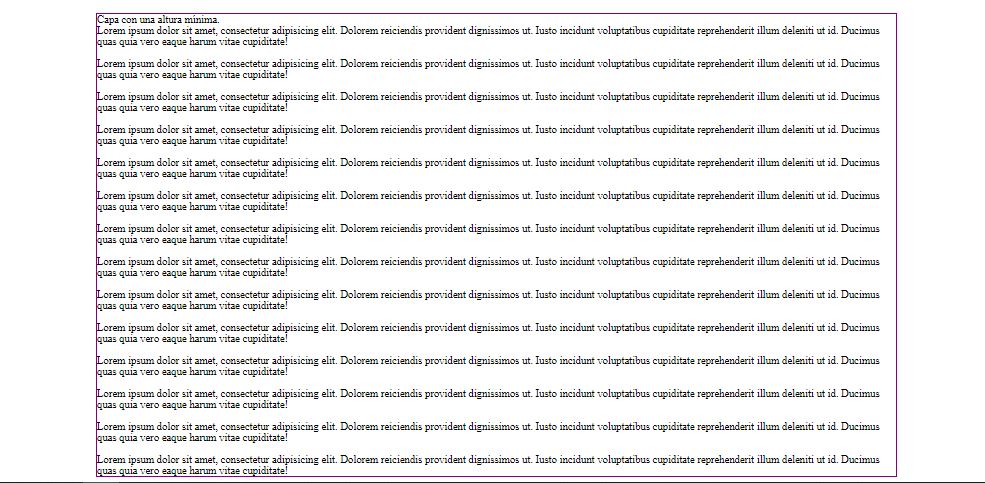 Capa con una altura mínima.
Lorem ipsum dolor sit amet, consectetur adipisicing elit. Dolorem reiciendis provident dignissimos ut. Iusto incidunt voluptatibus cupiditate reprehenderit illum deleniti ut id. Ducimus
quas quia vero eaque harum vitae cupiditate!
Lorem ipsum dolor sit amet, consectetur adipisicing elit. Dolorem reiciendis provident dignissimos ut. Iusto incidunt voluptatibus cupiditate reprehenderit illum deleniti ut id. Ducimus
quas quia vero eaque harum vitae cupiditate!
Lorem ipsum dolor sit amet, consectetur adipisicing elit. Dolorem reiciendis provident dignissimos ut. Iusto incidunt voluptatibus cupiditate reprehenderit illum deleniti ut id. Ducimus
quas quia vero eaque harum vitae cupiditate!
Lorem ipsum dolor sit amet, consectetur adipisicing elit. Dolorem reiciendis provident dignissimos ut. Iusto incidunt voluptatibus cupiditate reprehenderit illum deleniti ut id. Ducimus
quas quia vero eaque harum vitae cupiditate!
Lorem ipsum dolor sit amet, consectetur adipisicing elit. Dolorem reiciendis provident dignissimos ut. Iusto incidunt voluptatibus cupiditate reprehenderit illum deleniti ut id. Ducimus
quas quia vero eaque harum vitae cupiditate!
Lorem ipsum dolor sit amet, consectetur adipisicing elit. Dolorem reiciendis provident dignissimos ut. Iusto incidunt voluptatibus cupiditate reprehenderit illum deleniti ut id. Ducimus
quas quia vero eaque harum vitae cupiditate!
Lorem ipsum dolor sit amet, consectetur adipisicing elit. Dolorem reiciendis provident dignissimos ut. Iusto incidunt voluptatibus cupiditate reprehenderit illum deleniti ut id. Ducimus
quas quia vero eaque harum vitae cupiditate!
Lorem ipsum dolor sit amet, consectetur adipisicing elit. Dolorem reiciendis provident dignissimos ut. Iusto incidunt voluptatibus cupiditate reprehenderit illum deleniti ut id. Ducimus
quas quia vero eaque harum vitae cupiditate!
Lorem ipsum dolor sit amet, consectetur adipisicing elit. Dolorem reiciendis provident dignissimos ut. Iusto incidunt voluptatibus cupiditate reprehenderit illum deleniti ut id. Ducimus
quas quia vero eaque harum vitae cupiditate!
Lorem ipsum dolor sit amet, consectetur adipisicing elit. Dolorem reiciendis provident dignissimos ut. Iusto incidunt voluptatibus cupiditate reprehenderit illum deleniti ut id. Ducimus
quas quia vero eaque harum vitae cupiditate!
Lorem ipsum dolor sit amet, consectetur adipisicing elit. Dolorem reiciendis provident dignissimos ut. Iusto incidunt voluptatibus cupiditate reprehenderit illum deleniti ut id. Ducimus
quas quia vero eaque harum vitae cupiditate!
Lorem ipsum dolor sit amet, consectetur adipisicing elit. Dolorem reiciendis provident dignissimos ut. Iusto incidunt voluptatibus cupiditate reprehenderit illum deleniti ut id. Ducimus
quas quia vero eaque harum vitae cupiditate!
Lorem ipsum dolor sit amet, consectetur adipisicing elit. Dolorem reiciendis provident dignissimos ut. Iusto incidunt voluptatibus cupiditate reprehenderit illum deleniti ut id. Ducimus
quas quia vero eaque harum vitae cupiditate!
Lorem ipsum dolor sit amet, consectetur adipisicing elit. Dolorem reiciendis provident dignissimos ut. Iusto incidunt voluptatibus cupiditate reprehenderit illum deleniti ut id. Ducimus
quas quia vero eaque harum vitae cupiditate!